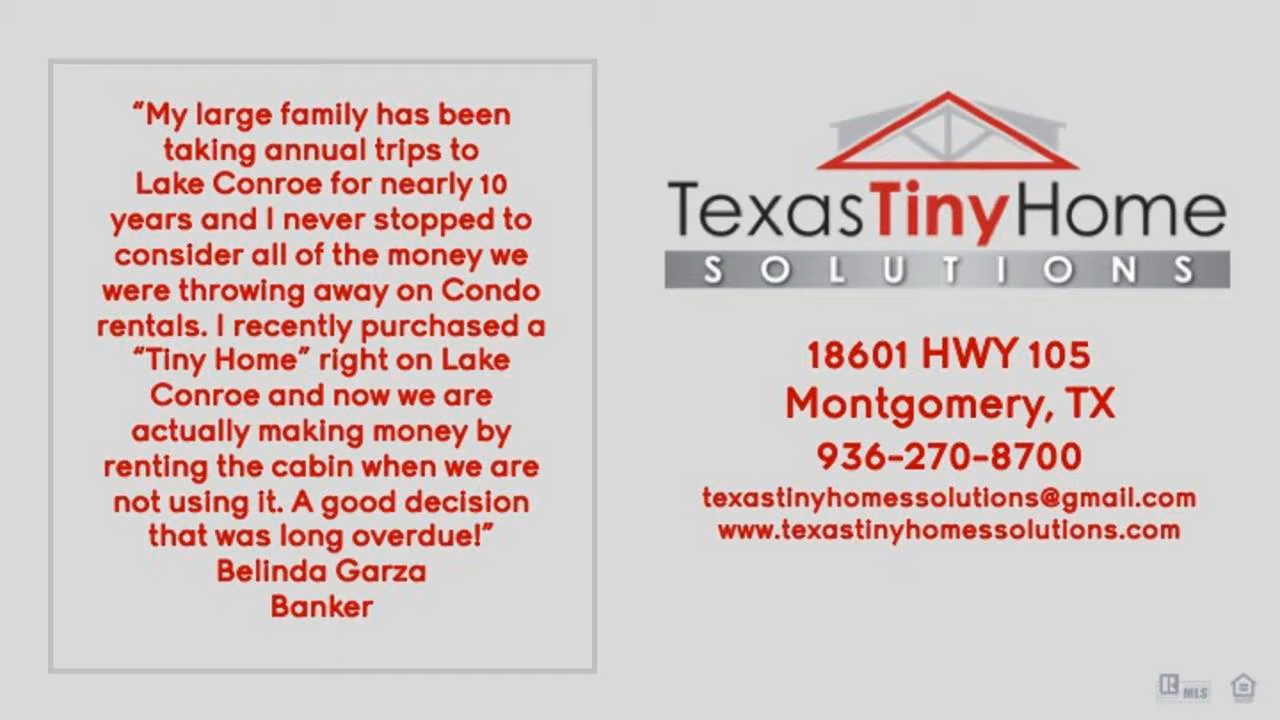 “My large family has been
taking annual trips to
Lake Conroe for nearly 10
years and I never stopped to
consider all of the money we
were throwing away on Condo
rentals. I recently purchased a
“Tiny Home” right on Lake
Conroe and now we are
actually making money by
renting the cabin when we are
not using it. A good decision
that was long overdue!”
Belinda Garza
Banker
TexasTinyHome
SOLUTIONS
18601 HWY 105
Montgomery, TX
936-270-8700
texastinyhomessolutions@gmail.com
www.texastinyhomessolutions.com
R MLS